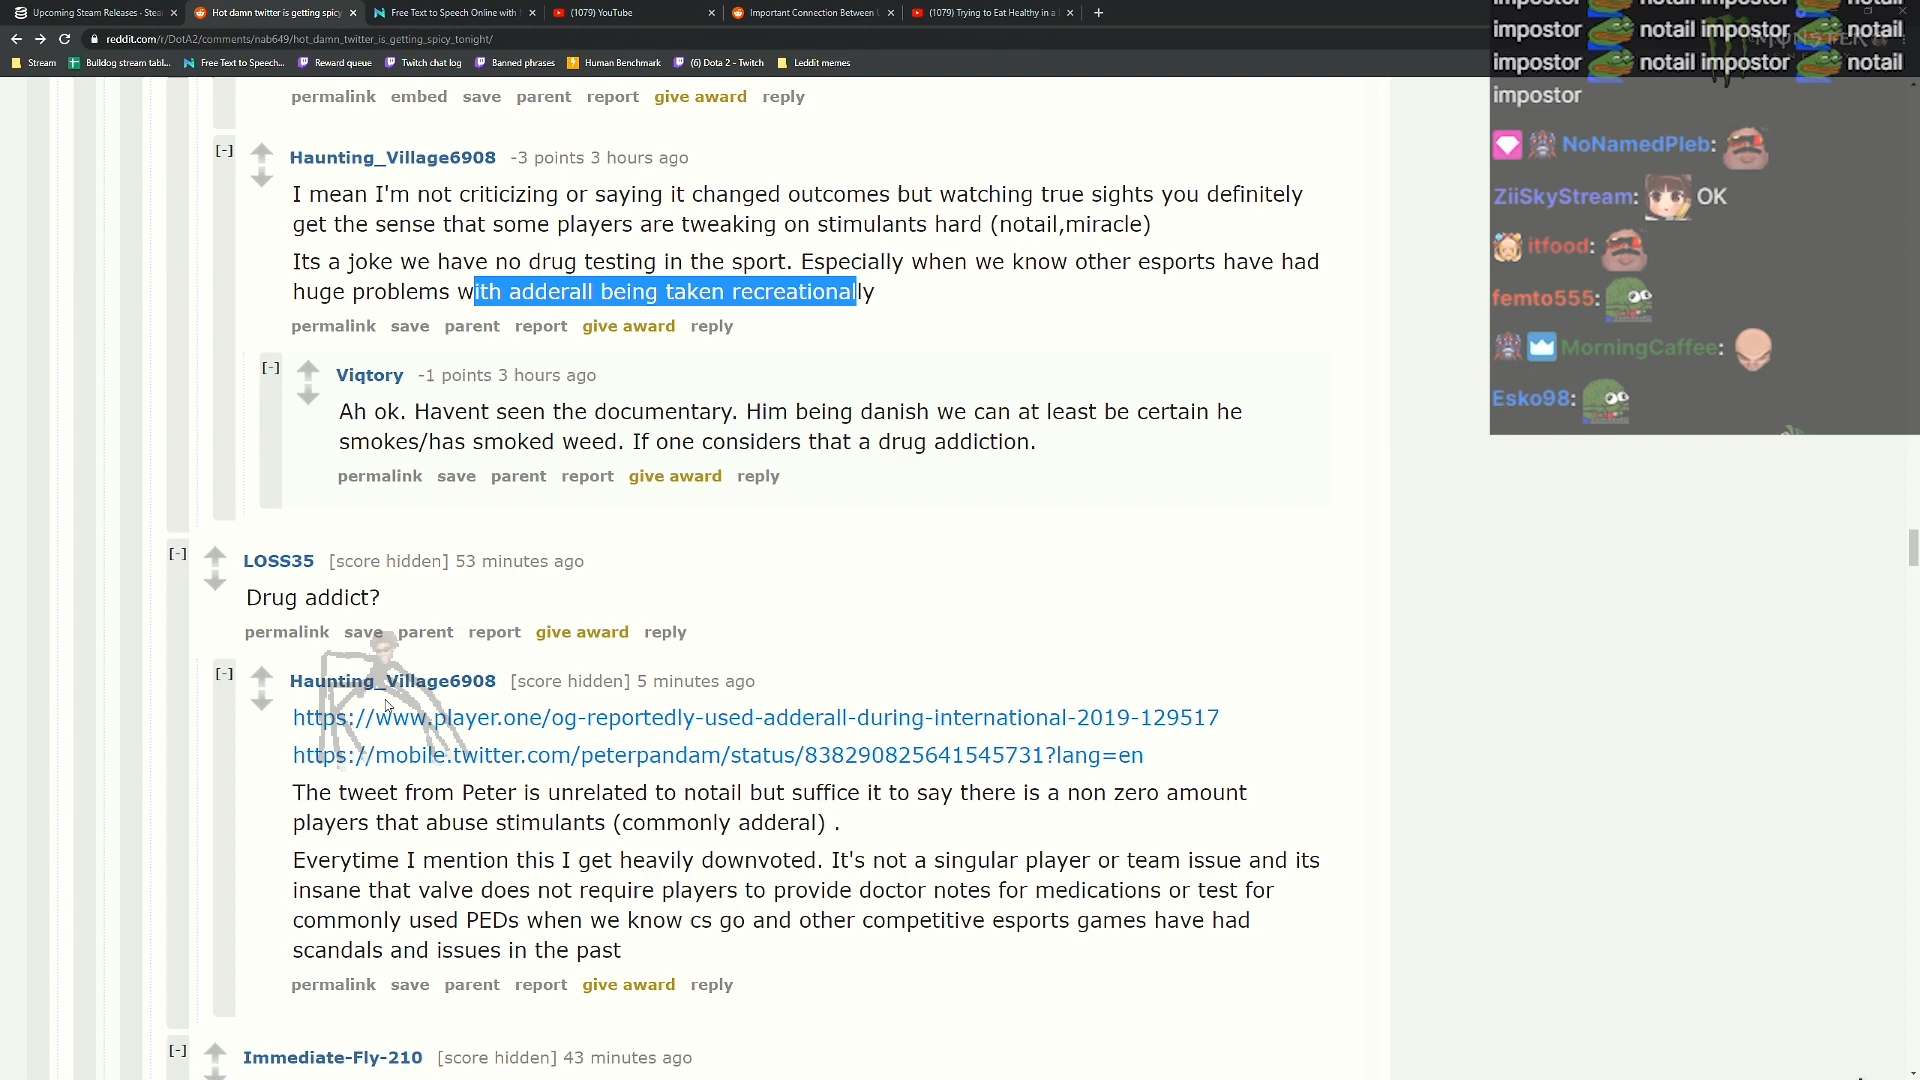 Upcoming Steam Releases - Stea
Hot damn twitter is getting spicy
Free Text to Speech Online with
(1079) YouTube
Important Connection Between
(1079) Trying to Eat Healthy in a
reddit.com/r/DotA2/comments/nab649/hot_damn_twitter_is_getting_spicy_tonight/
Stream
Bulldog stream tabl...
Free Text to Speech...
Reward queue
Twitch chat log
Banned phrases
Human Benchmark
(6) Dota 2 - Twitch
Leddit memes
permalink embed save parent report give award reply
[-] Haunting_Village6908 -3 points 3 hours ago
I mean I'm not criticizing or saying it changed outcomes but watching true sights you definitely
get the sense that some players are tweaking on stimulants hard (notail,miracle)
Its a joke we have no drug testing in the sport. Especially when we know other esports have had
huge problems with adderall being taken recreationally
permalink save parent report give award reply
[-] Viqtory -1 points 3 hours ago
Ah ok. Havent seen the documentary. Him being danish we can at least be certain he
smokes/has smoked weed. If one considers that a drug addiction.
permalink save parent report give award reply
[-] LOSS35 [score hidden] 53 minutes ago
Drug addict?
permalink save parent report give award reply
[-] Haunting_Village6908 [score hidden] 5 minutes ago
https://www.player.one/og-reportedly-used-adderall-during-international-2019-129517
https://mobile.twitter.com/peterpandam/status/838290825641545731?lang=en
The tweet from Peter is unrelated to notail but suffice it to say there is a non zero amount
players that abuse stimulants (commonly adderal) .
Everytime I mention this I get heavily downvoted. It's not a singular player or team issue and its
insane that valve does not require players to provide doctor notes for medications or test for
commonly used PEDs when we know cs go and other competitive esports games have had
scandals and issues in the past
permalink save parent report give award reply
[-] Immediate-Fly-210 [score hidden] 43 minutes ago
impostor notail impostor notail
impostor notail impostor notail
impostor notail impostor notail
impostor
MONSTER
NoNamedPleb:
ZiiSkyStream: OK
itfood:
femto555:
MorningCaffee:
Esko98: